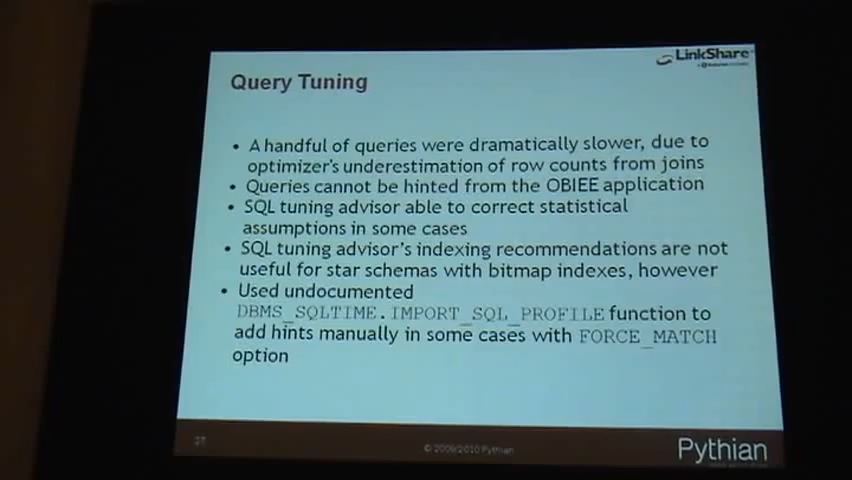 LinkShare
Query Tuning
• A handful of queries were dramatically slower, due to
optimizer's underestimation of row counts from joins
• Queries cannot be hinted from the OBIEE application
• SQL tuning advisor able to correct statistical
assumptions in some cases
• SQL tuning advisor's indexing recommendations are not
useful for star schemas with bitmap indexes, however
• Used undocumented
DBMS_SQLTIME.IMPORT_SQL_PROFILE function to
add hints manually in some cases with FORCE_MATCH
option
© 2009/2010 Pythian
Pythian